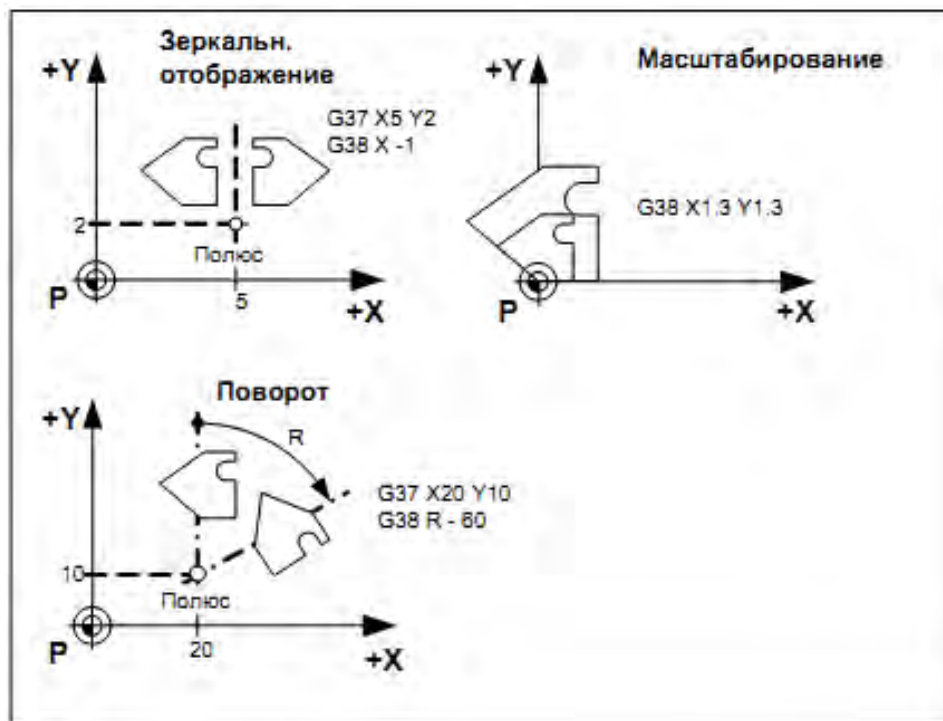 Зеркальн.
отображение
+Y
G37 X5 Y2
G38 X -1
2
Полюс
P
5
+X
Масштабирование
+Y
G38 X1.3 Y1.3
P
+X
Поворот
+Y
R
G37 X20 Y10
G38 R - 60
10
Полюс
P
20
+X